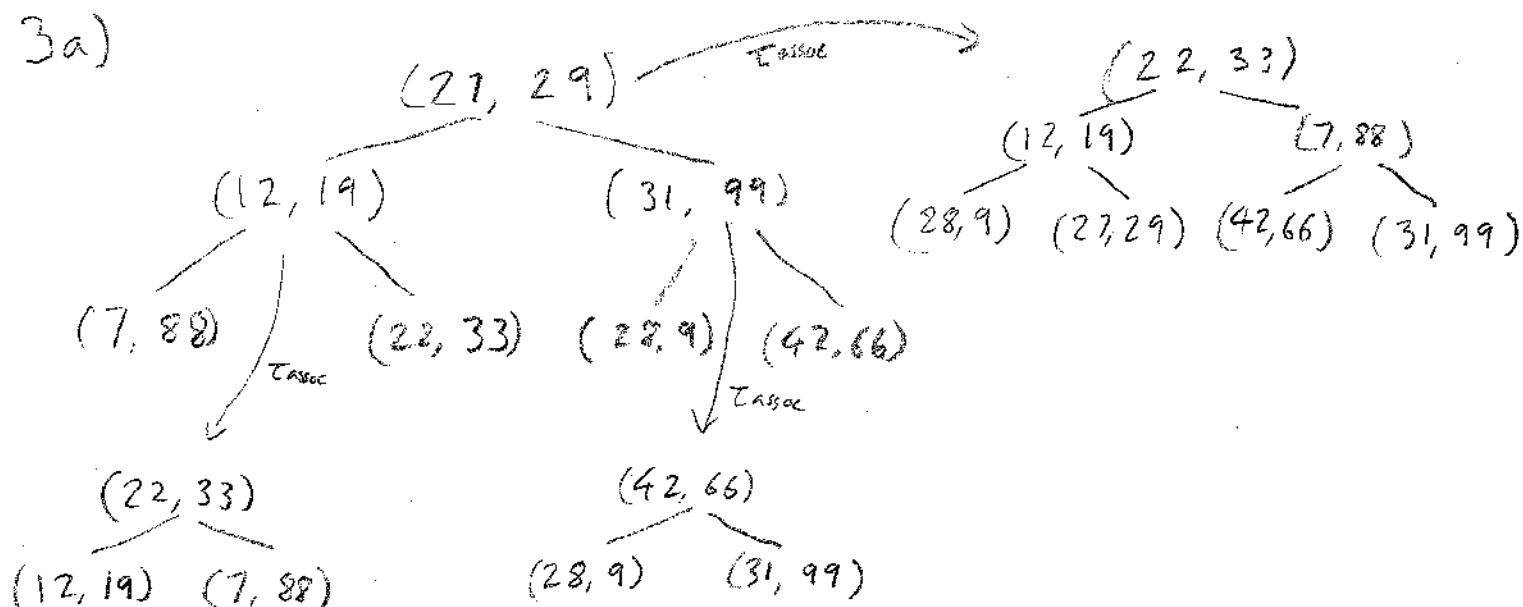 3a)
(27, 29)
τassoc
(22, 33)
(12, 19)
(31, 99)
(12, 19)
(7, 88)
(28, 9) (27, 29) (42, 66) (31, 99)
(7, 88) (22, 33) (28, 9) (42, 66)
τassoc
τassoc
(22, 33)
(42, 66)
(12, 19) (7, 88)
(28, 9) (31, 99)